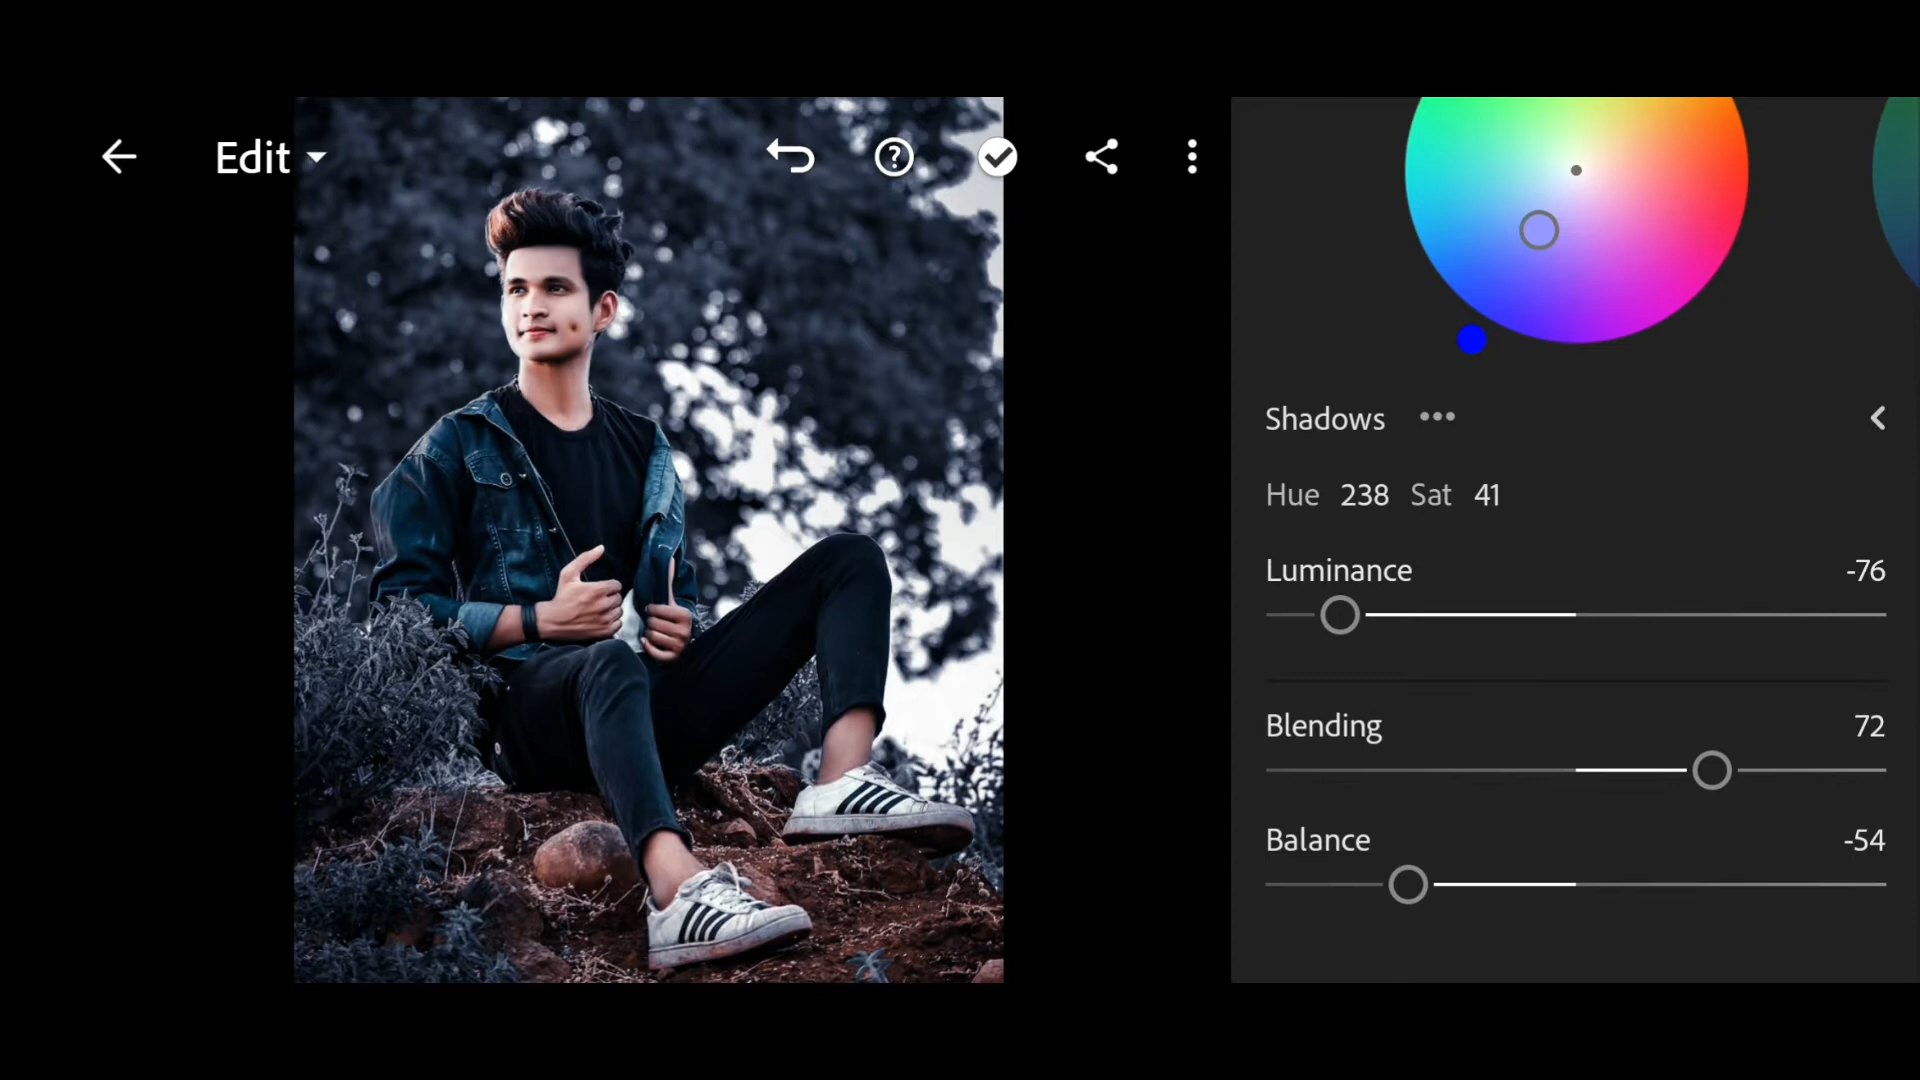 Edit
Shadows
Hue 238 Sat 41
Luminance -76
Blending 72
Balance -54